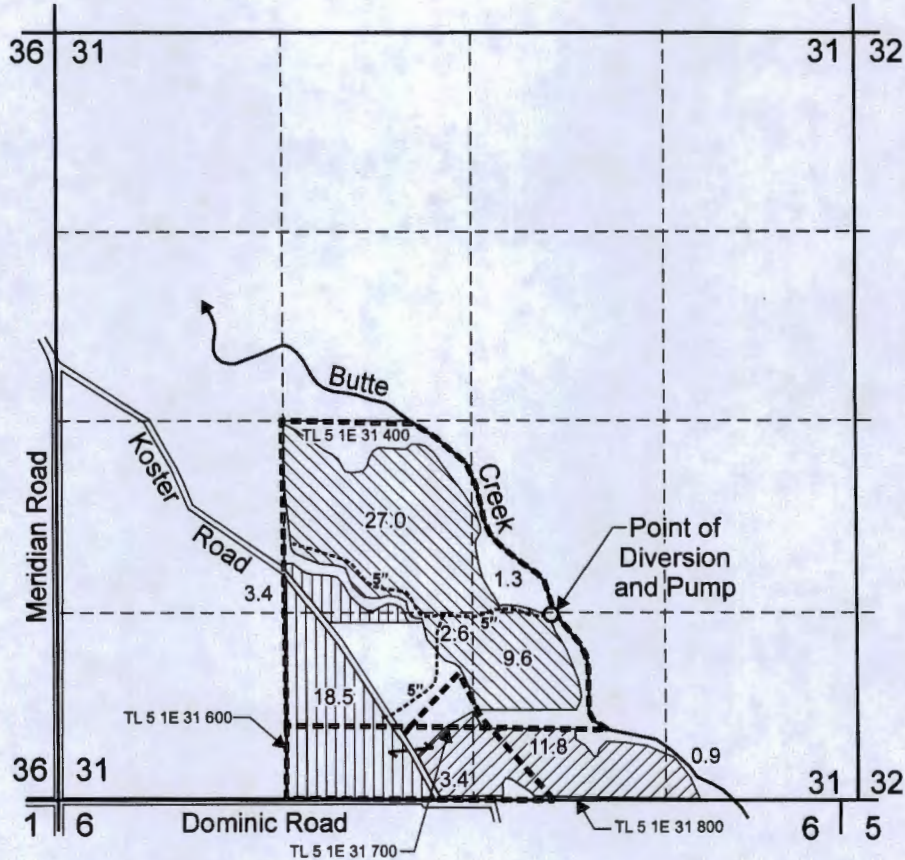 36 31
31 32
Butte
TL 5 1E 31 400
Koster
Creek
Road
Meridian Road
27.0
Point of
Diversion
and Pump
1.3
5"
3.4
2.6
5"
9.6
18.5
5"
TL 5 1E 31 600
11.8
0.9
36 31
3.4
31 32
1 6
Dominic Road
TL 5 1E 31 800
6 5
TL 5 1E 31 700